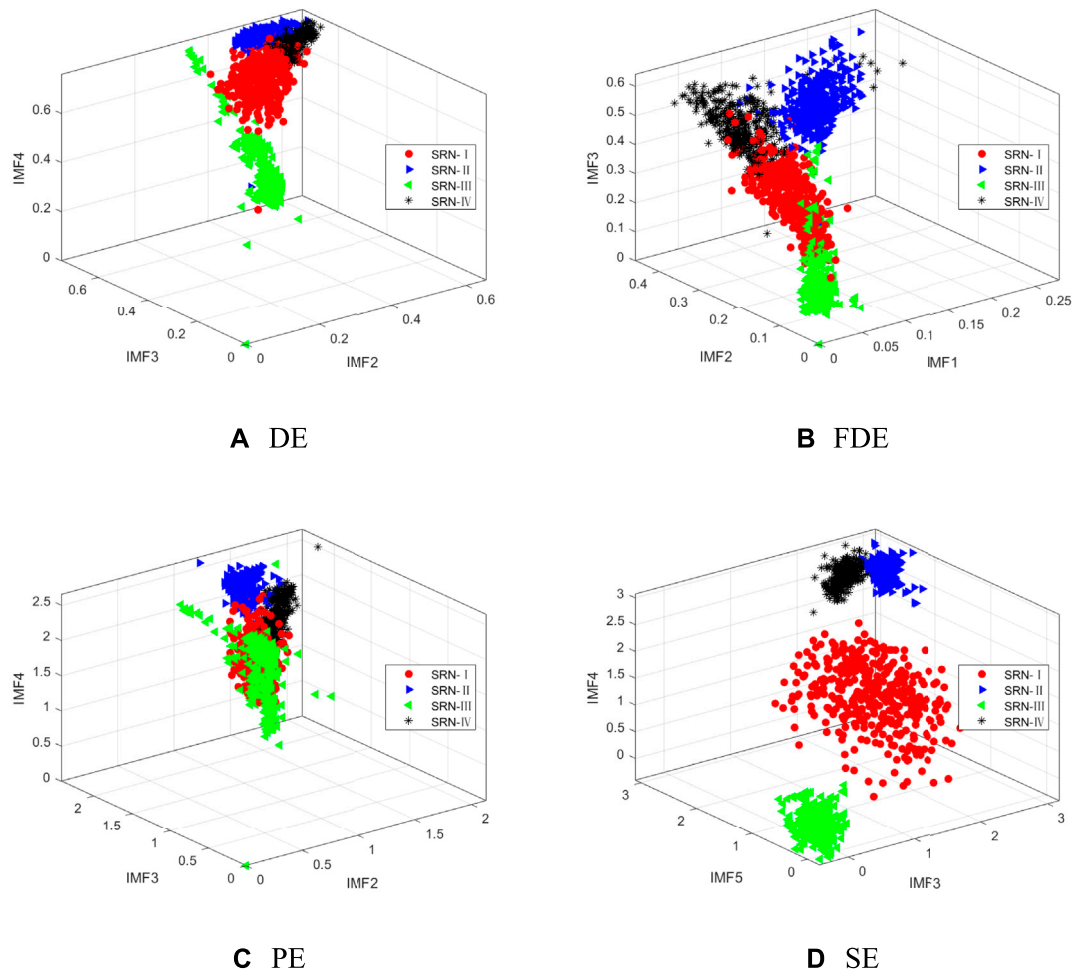 IMF4
0.6
0.4
0.2
0
0.6
0.4
0.2
0
IMF3
0
0.2
0.4
0.6
IMF2
SRN-Ⅰ
SRN-Ⅱ
SRN-Ⅲ
SRN-Ⅳ
A DE
IMF3
0.6
0.5
0.4
0.3
0.2
0.1
0
0.4
0.3
0.2
0.1
0
IMF2
0
0.05
0.1
0.15
0.2
0.25
IMF1
SRN-Ⅰ
SRN-Ⅱ
SRN-Ⅲ
SRN-Ⅳ
B FDE
IMF4
2.5
2
1.5
1
0.5
0
2
1.5
1
0.5
0
IMF3
0
0.5
1
1.5
2
IMF2
SRN-Ⅰ
SRN-Ⅱ
SRN-Ⅲ
SRN-Ⅳ
C PE
IMF4
3
2.5
2
1.5
1
0.5
0
3
2
1
0
IMF5
0
1
2
3
IMF3
SRN-Ⅰ
SRN-Ⅱ
SRN-Ⅲ
SRN-Ⅳ
D SE